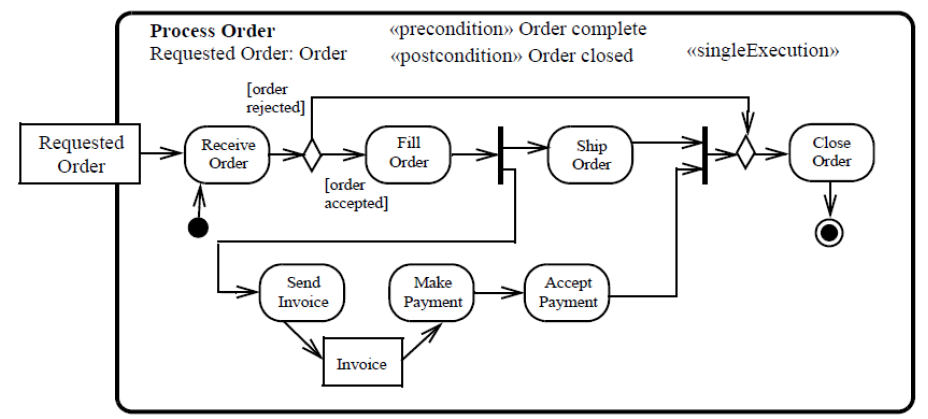 Process Order
Requested Order: Order
«precondition» Order complete
«postcondition» Order closed
«singleExecution»
[order
rejected]
Requested
Order
Receive
Order
Fill
Order
Ship
Order
Close
Order
[order
accepted]
Send
Invoice
Make
Payment
Accept
Payment
Invoice